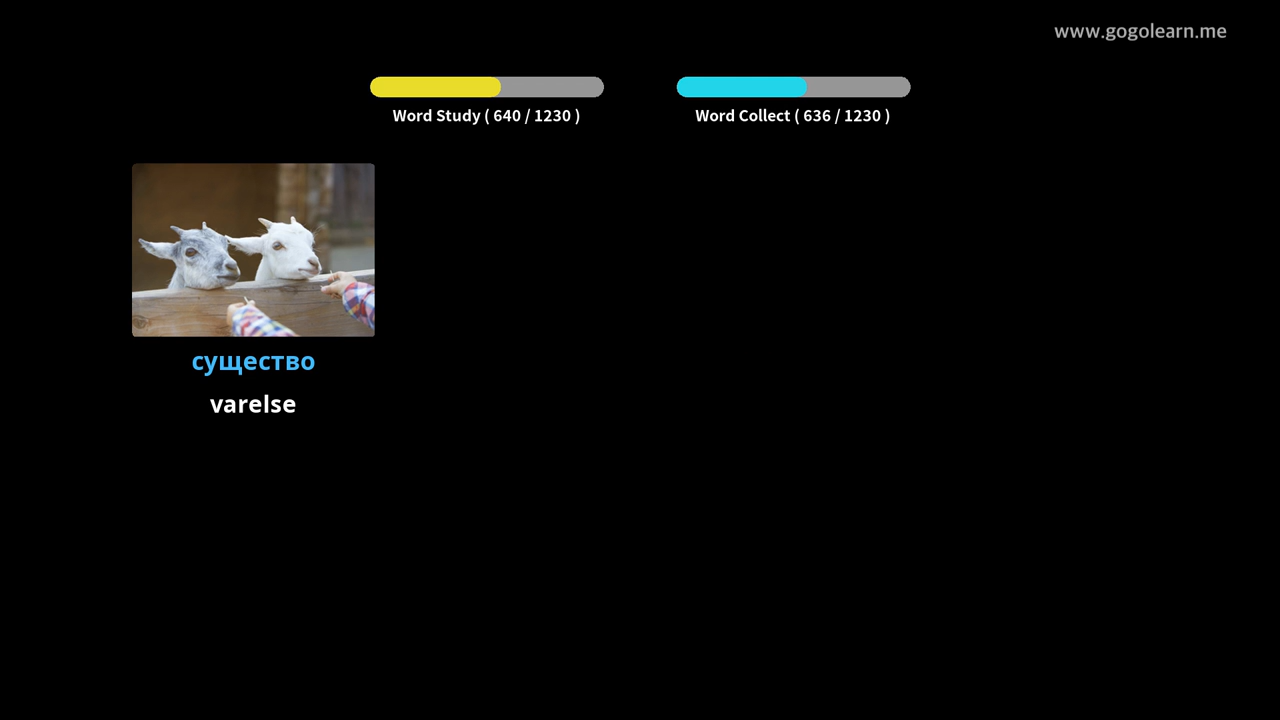 www.gogolearn.me
Word Study ( 640 / 1230 )
Word Collect ( 636 / 1230 )
существо
varelse